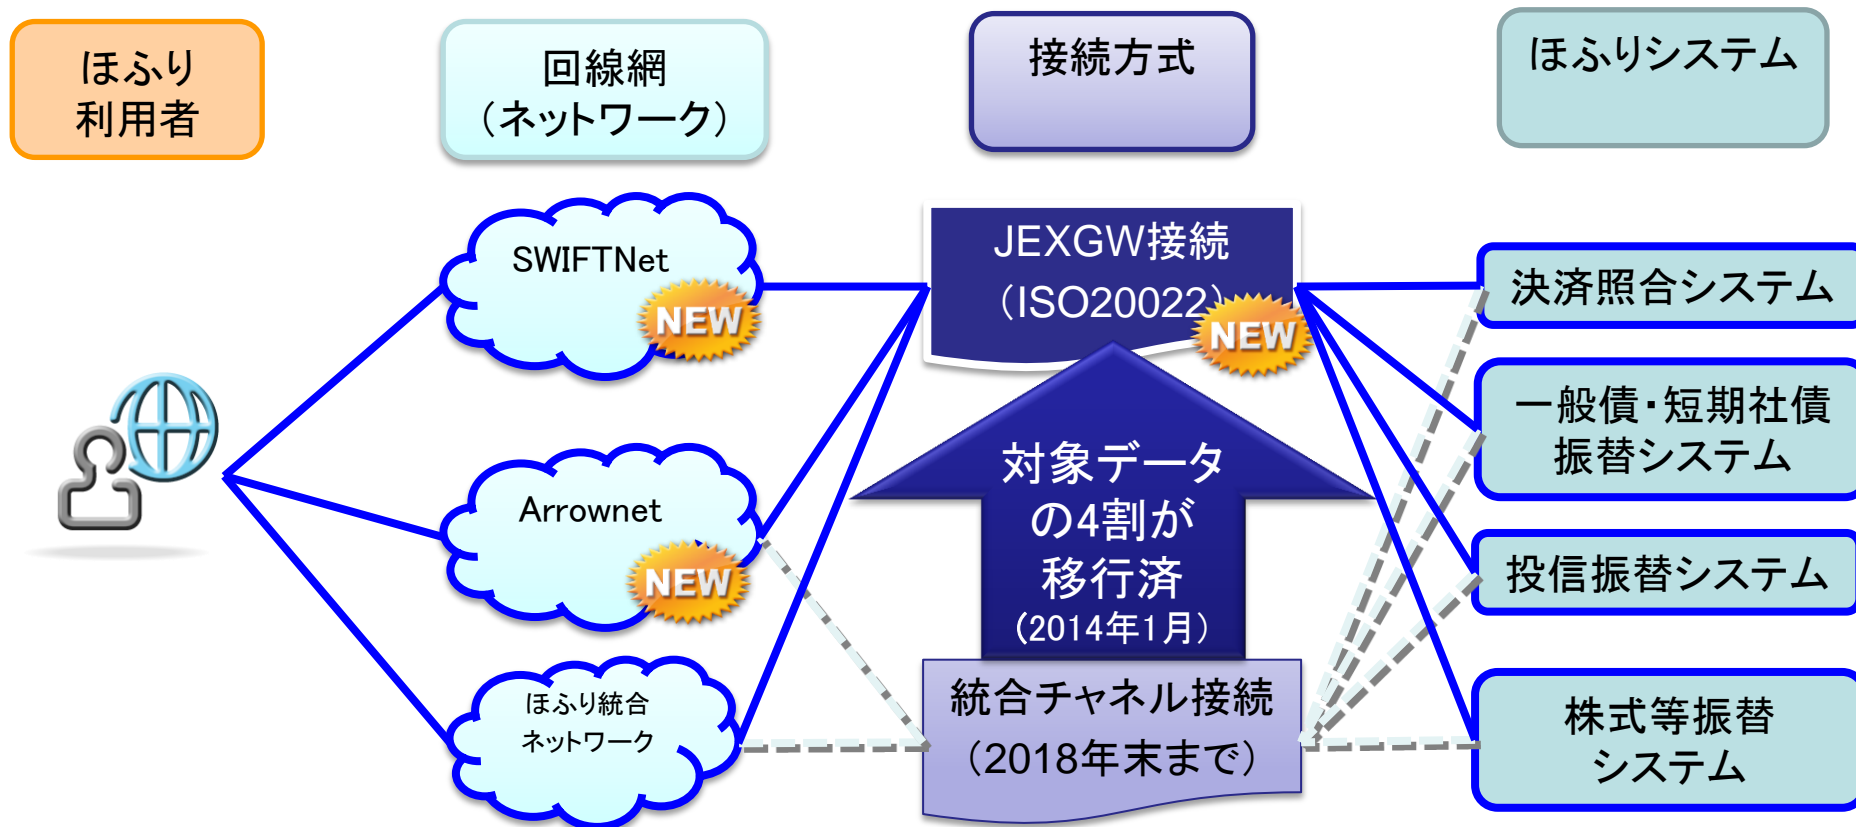 ほふり
利用者
回線網
（ネットワーク）
接続方式
ほふりシステム
SWIFTNet
NEW
Arrownet
NEW
ほふり統合
ネットワーク
JEXGW接続
（ISO20022）
NEW
対象データ
の4割が
移行済
（2014年1月）
統合チャネル接続
（2018年末まで）
決済照合システム
一般債・短期社債
振替システム
投信振替システム
株式等振替
システム